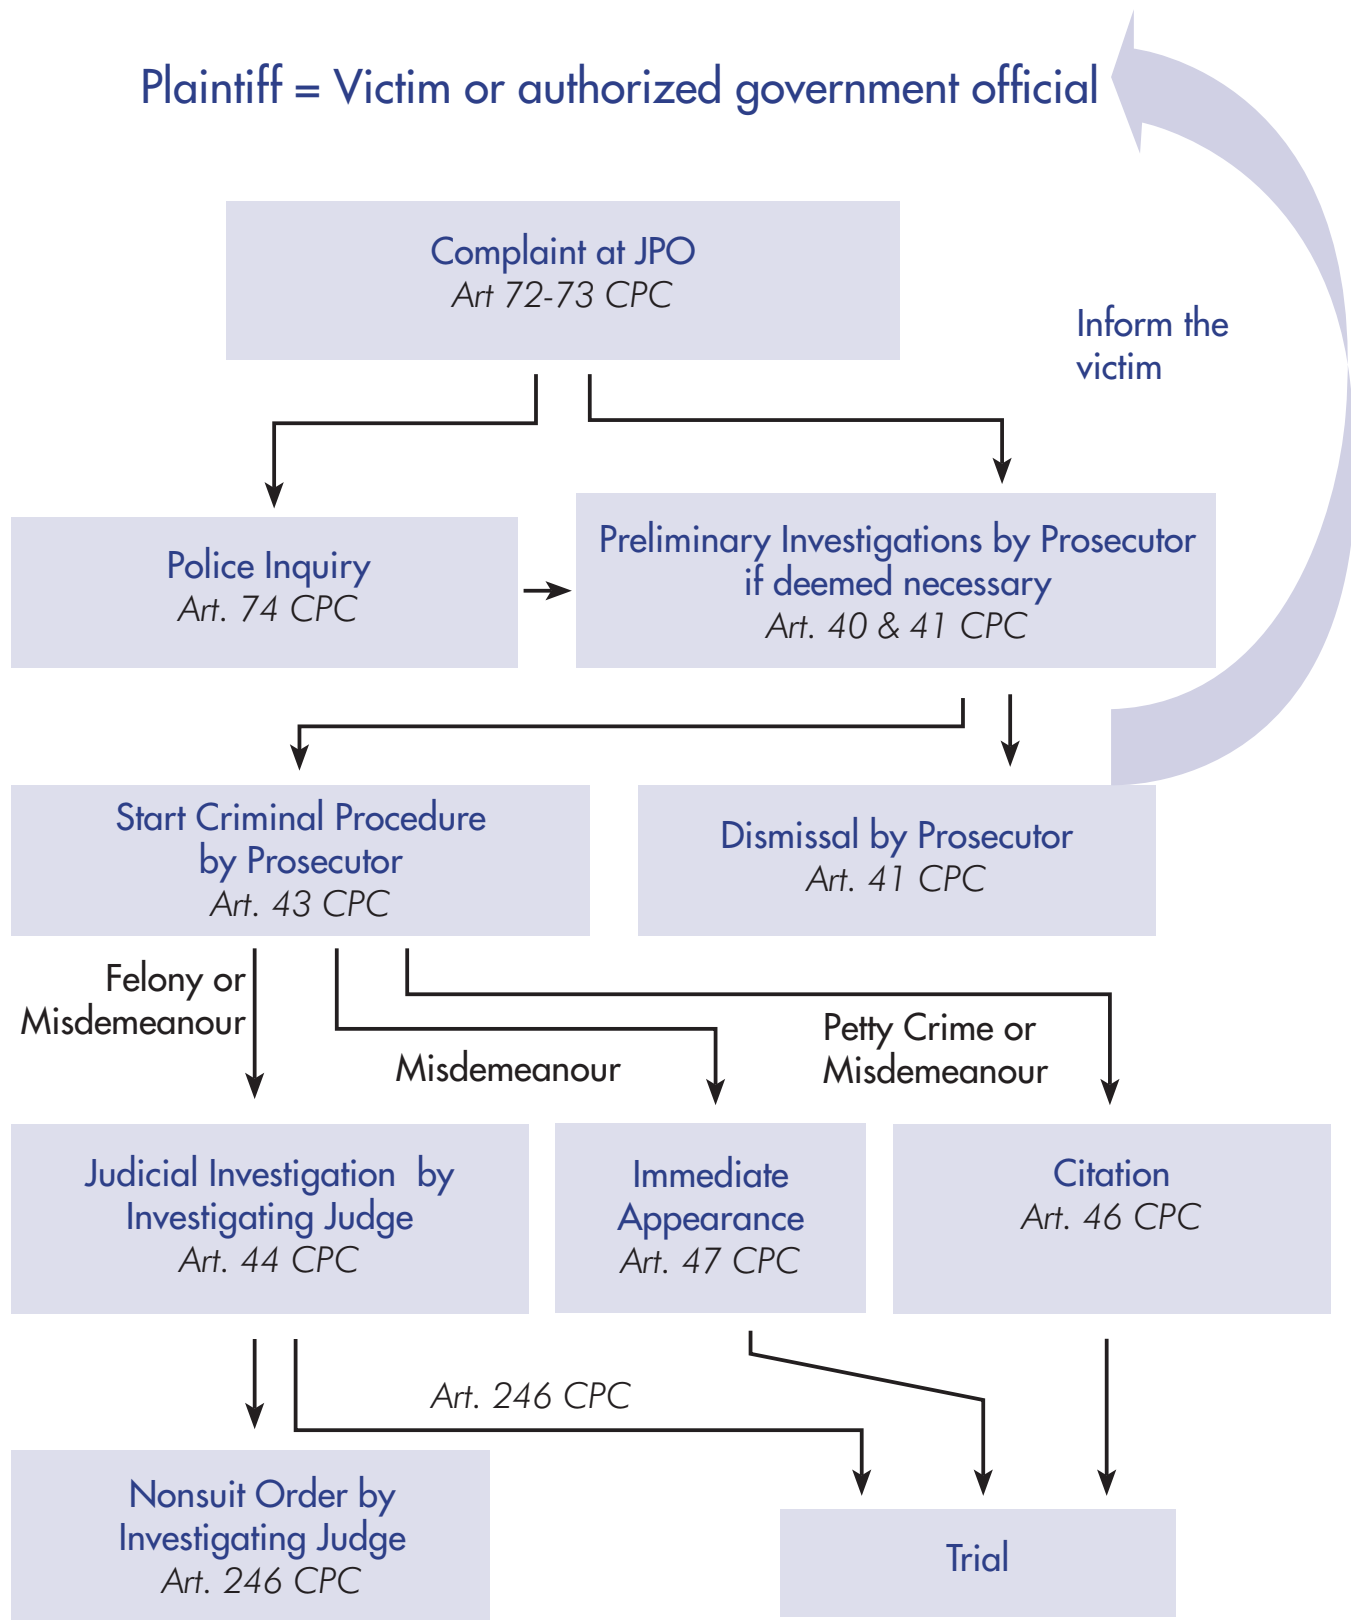 Plaintiff = Victim or authorized government official
Complaint at JPO
Art 72-73 CPC
Inform the
victim
Police Inquiry
Art. 74 CPC
Preliminary Investigations by Prosecutor
if deemed necessary
Art. 40 & 41 CPC
Start Criminal Procedure
by Prosecutor
Art. 43 CPC
Dismissal by Prosecutor
Art. 41 CPC
Felony or
Misdemeanour
Misdemeanour
Petty Crime or
Misdemeanour
Judicial Investigation by
Investigating Judge
Art. 44 CPC
Immediate
Appearance
Art. 47 CPC
Citation
Art. 46 CPC
Art. 246 CPC
Nonsuit Order by
Investigating Judge
Art. 246 CPC
Trial